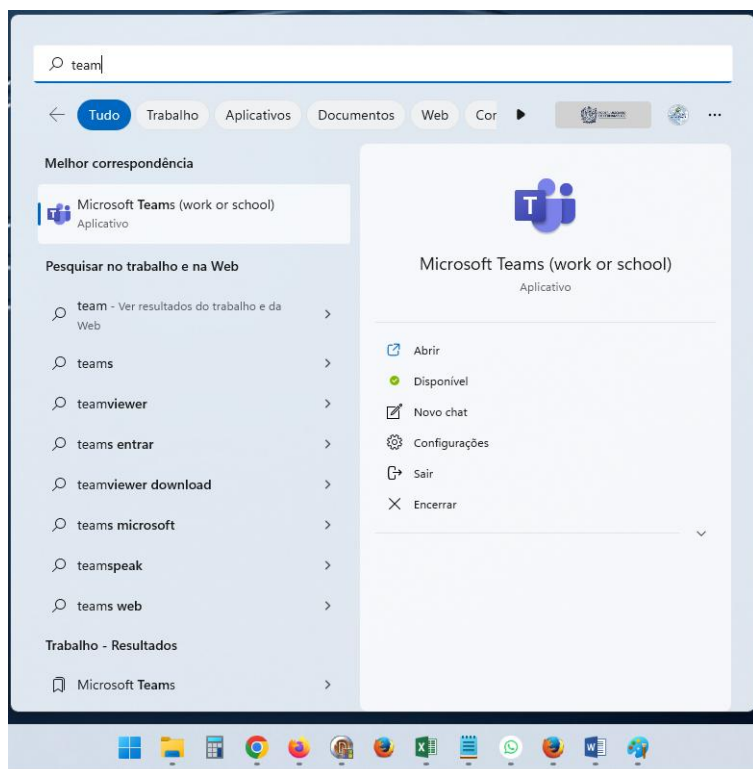 team
Tudo Trabalho Aplicativos Documentos Web Cor
Melhor correspondência
Microsoft Teams (work or school)
Aplicativo
Pesquisar no trabalho e na Web
team - Ver resultados do trabalho e da
Web
teams
teamviewer
teams entrar
teamviewer download
teams microsoft
teamspeak
teams web
Trabalho - Resultados
Microsoft Teams
T
Microsoft Teams (work or school)
Aplicativo
Abrir
Disponível
Novo chat
Configurações
Sair
Encerrar